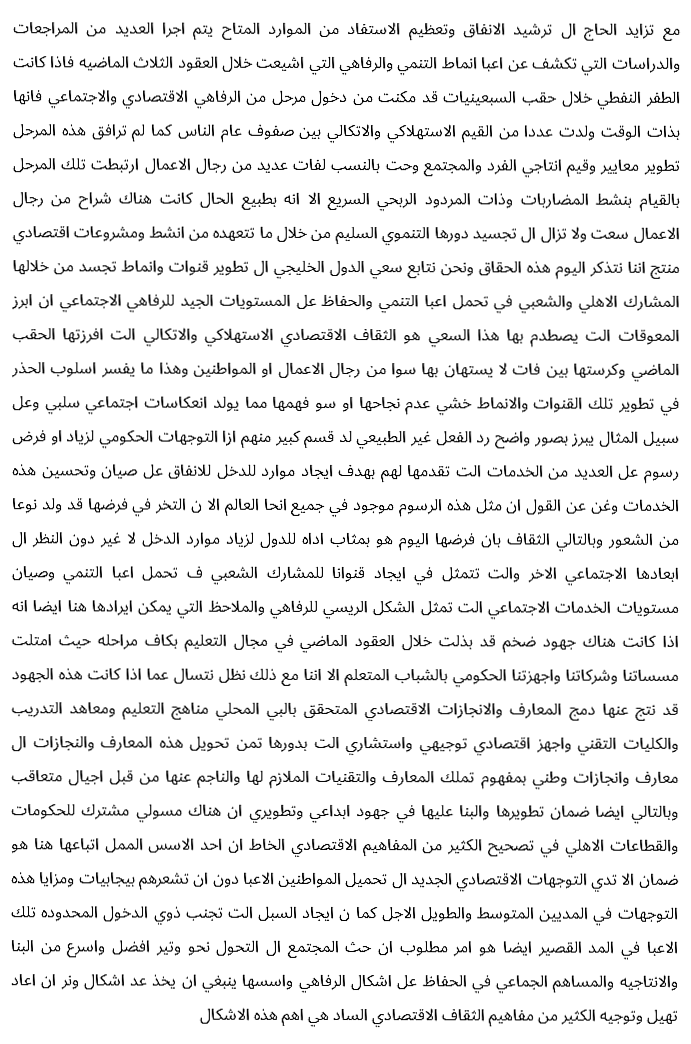 مع تزايد الحاج ال ترشيد الانفاق وتعظيم الاستفاد من الموارد المتاح يتم اجرا العديد من المراجعات
والدراسات التي تكشف عن اعبا انماط التنمي والرفاهي التي اشيعت خلال العقود الثلاث الماضيه فاذا كانت
الطفر النفطي خلال حقب السبعينيات قد مكنت من دخول مرحل من الرفاهي الاقتصادي والاجتماعي فانها
بذات الوقت ولدت عددا من القيم الاستهلاكي والاتكالي بين صفوف عام الناس كما لم ترافق هذه المرحل
تطوير معايير وقيم انتاجي الفرد والمجتمع وحت بالنسب لفات عديد من رجال الاعمال ارتبطت تلك المرحل
بالقيام بنشط المضاربات وذات المردود الربحي السريع الا انه بطبيع الحال كانت هناك شراح من رجال
الاعمال سعت ولا تزال ال تجسيد دورها التنموي السليم من خلال ما تتعهده من انشط ومشروعات اقتصادي
منتج اننا نتذكر اليوم هذه الحقاق ونحن نتابع سعي الدول الخليجي ال تطوير قنوات وانماط تجسد من خلالها
المشارك الاهلي والشعبي في تحمل اعبا التنمي والحفاظ عل المستويات الجيد للرفاهي الاجتماعي ان ابرز
المعوقات الت يصطدم بها هذا السعي هو الثقاف الاقتصادي الاستهلاكي والاتكالي الت افرزتها الحقب
الماضي وكرستها بين فات لا يستهان بها سوا من رجال الاعمال او المواطنين وهذا ما يفسر اسلوب الحذر
في تطوير تلك القنوات والانماط خشي عدم نجاحها او سو فهمها مما يولد انعكاسات اجتماعي سلبي وعل
سبيل المثال يبرز بصور واضح رد الفعل غير الطبيعي لد قسم كبير منهم ازا التوجهات الحكومي لزياد او فرض
رسوم عل العديد من الخدمات الت تقدمها لهم بهدف ايجاد موارد للدخل للانفاق عل صيان وتحسين هذه
الخدمات وغن عن القول ان مثل هذه الرسوم موجود في جميع انحا العالم الا ن التخر في فرضها قد ولد نوعا
من الشعور وبالتالي الثقاف بان فرضها اليوم هو بمثاب اداه للدول لزياد موارد الدخل لا غير دون النظر ال
ابعادها الاجتماعي الاخر والت تتمثل في ايجاد قنوانا للمشارك الشعبي ف تحمل اعبا التنمي وصيان
مستويات الخدمات الاجتماعي الت تمثل الشكل الريسي للرفاهي والملاحظ التي يمكن ايرادها هنا ايضا انه
اذا كانت هناك جهود ضخم قد بذلت خلال العقود الماضي في مجال التعليم بكاف مراحله حيث امتلت
مسساتنا وشركاتنا واجهزتنا الحكومي بالشباب المتعلم الا اننا مع ذلك نظل نتسال عما اذا كانت هذه الجهود
قد نتج عنها دمج المعارف والانجازات الاقتصادي المتحقق بالبي المحلي مناهج التعليم ومعاهد التدريب
والكليات التقني واجهز اقتصادي توجيهي واستشاري الت بدورها تمن تحويل هذه المعارف والنجازات ال
معارف وانجازات وطني بمفهوم تملك المعارف والتقنيات الملازم لها والناجم عنها من قبل اجيال متعاقب
وبالتالي ايضا ضمان تطويرها والبنا عليها في جهود ابداعي وتطويري ان هناك مسولي مشترك للحكومات
والقطاعات الاهلي في تصحيح الكثير من المفاهيم الاقتصادي الخاط ان احد الاسس الممل اتباعها هنا هو
ضمان الا تدي التوجهات الاقتصادي الجديد ال تحميل المواطنين الاعبا دون ان تشعرهم بيجابيات ومزايا هذه
التوجهات في المديين المتوسط والطويل الاجل كما ن ايجاد السبل الت تجنب ذوي الدخول المحدوده تلك
الاعبا في المد القصير ايضا هو امر مطلوب ان حث المجتمع ال التحول نحو وتير افضل واسرع من البنا
والانتاجيه والمساهم الجماعي في الحفاظ عل اشكال الرفاهي واسسها ينبغي ان يخذ عد اشكال ونر ان اعاد
تهيل وتوجيه الكثير من مفاهيم الثقاف الاقتصادي الساد هي اهم هذه الاشكال